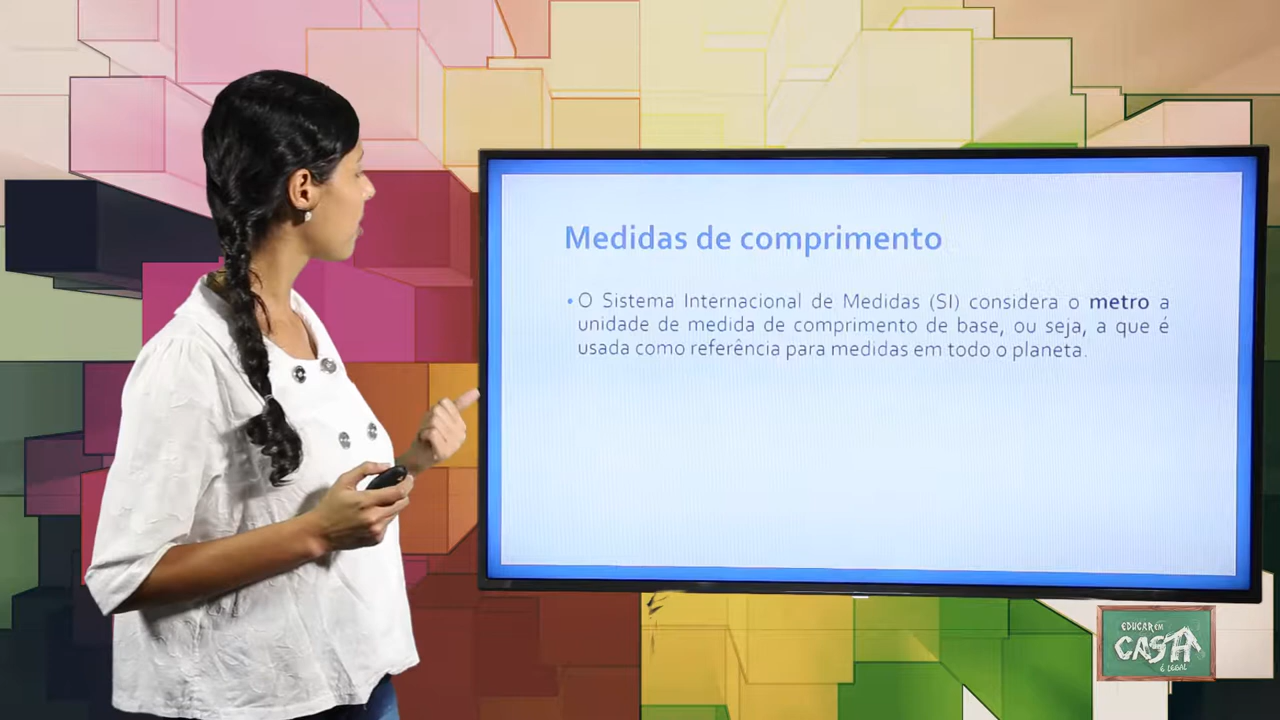 Medidas de comprimento
• O Sistema Internacional de Medidas (SI) considera o metro a
unidade de medida de comprimento de base, ou seja, a que é
usada como referência para medidas em todo o planeta.
EDUCAR EM
CASA
É LEGAL